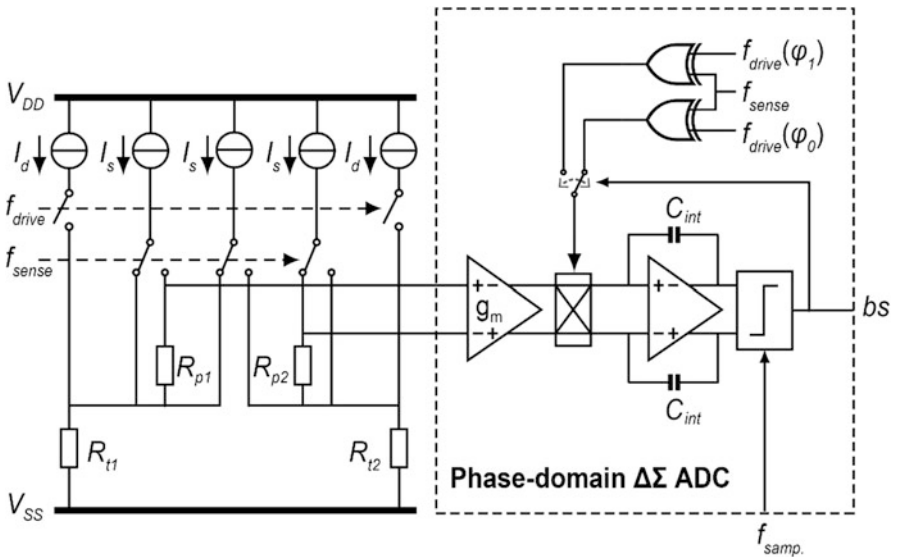 f_drive(φ_1)
f_sense
f_drive(φ_0)
V_DD
I_d
I_s
I_s
I_s
I_d
f_drive
f_sense
C_int
+ −
g_m
− +
+ −
− +
bs
R_p1
R_p2
C_int
R_t1
R_t2
Phase-domain ΔΣ ADC
V_SS
f_samp.